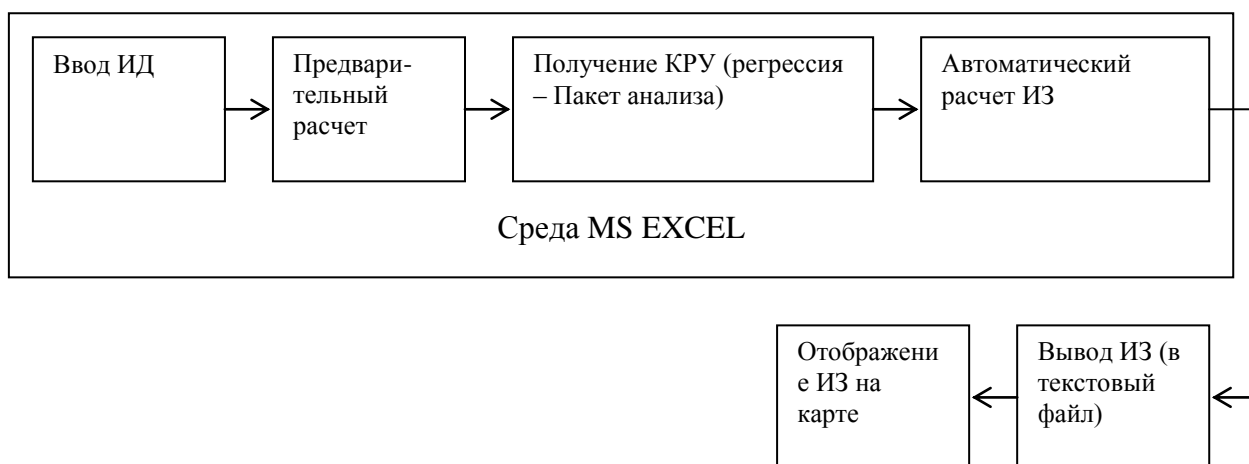 Ввод ИД
Предвари-
тельный
расчет
Получение КРУ (регрессия
– Пакет анализа)
Автоматический
расчет ИЗ
Среда MS EXCEL
Отображени
е ИЗ на
карте
Вывод ИЗ (в
текстовый
файл)